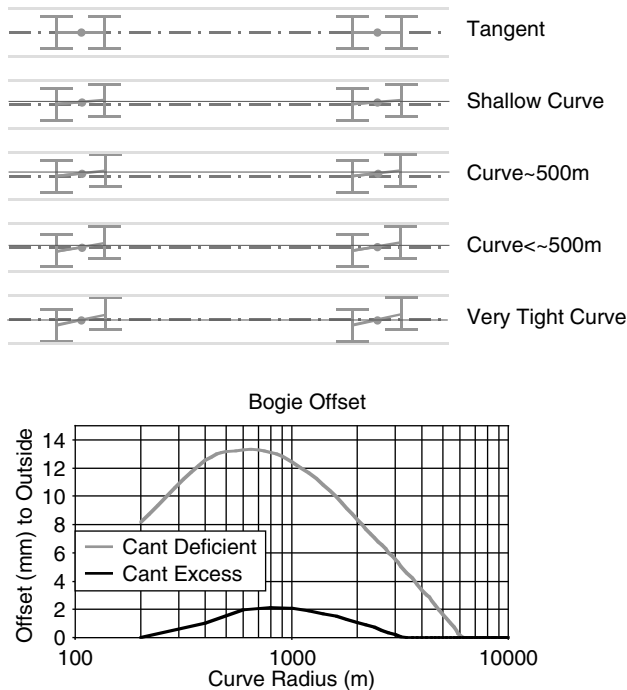 Tangent
Shallow Curve
Curve~500m
Curve<~500m
Very Tight Curve
Bogie Offset
Offset (mm) to Outside
14
12
10
8
6
4
2
0
Cant Deficient
Cant Excess
100
1000
10000
Curve Radius (m)